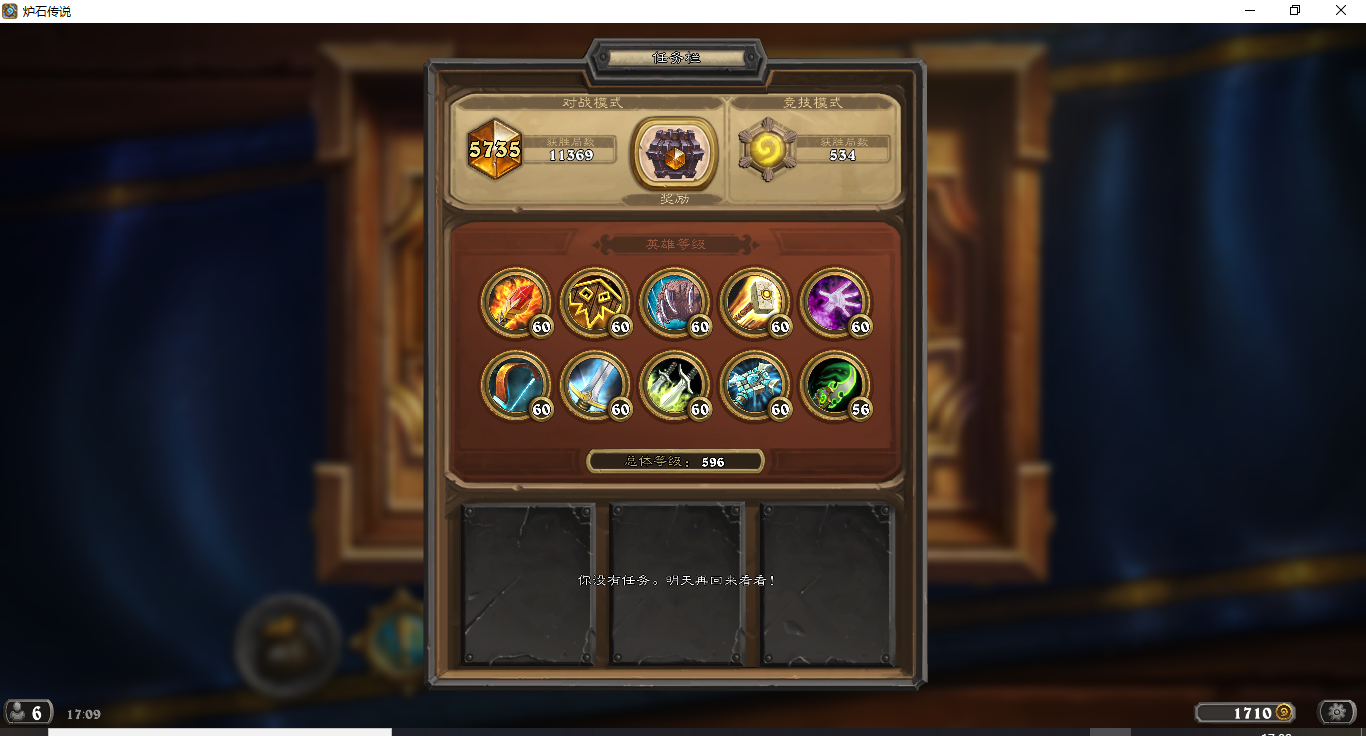 炉石传说
任务栏
对战模式
竞技模式
5735
获胜局数
11369
获胜局数
534
奖励
英雄等级
60
60
60
60
60
60
60
60
60
56
总体等级： 596
你没有任务。明天再回来看看！
6
17:09
1710